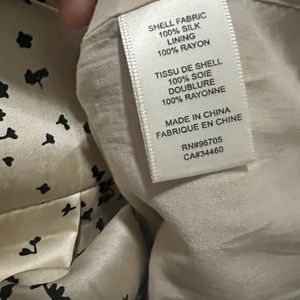 SHELL FABRIC
100% SILK
LINING
100% RAYON
TISSU DE SHELL
100% SOIE
DOUBLURE
100% RAYONNE
MADE IN CHINA
FABRIQUE EN CHINE
RN#96705
CA#34460